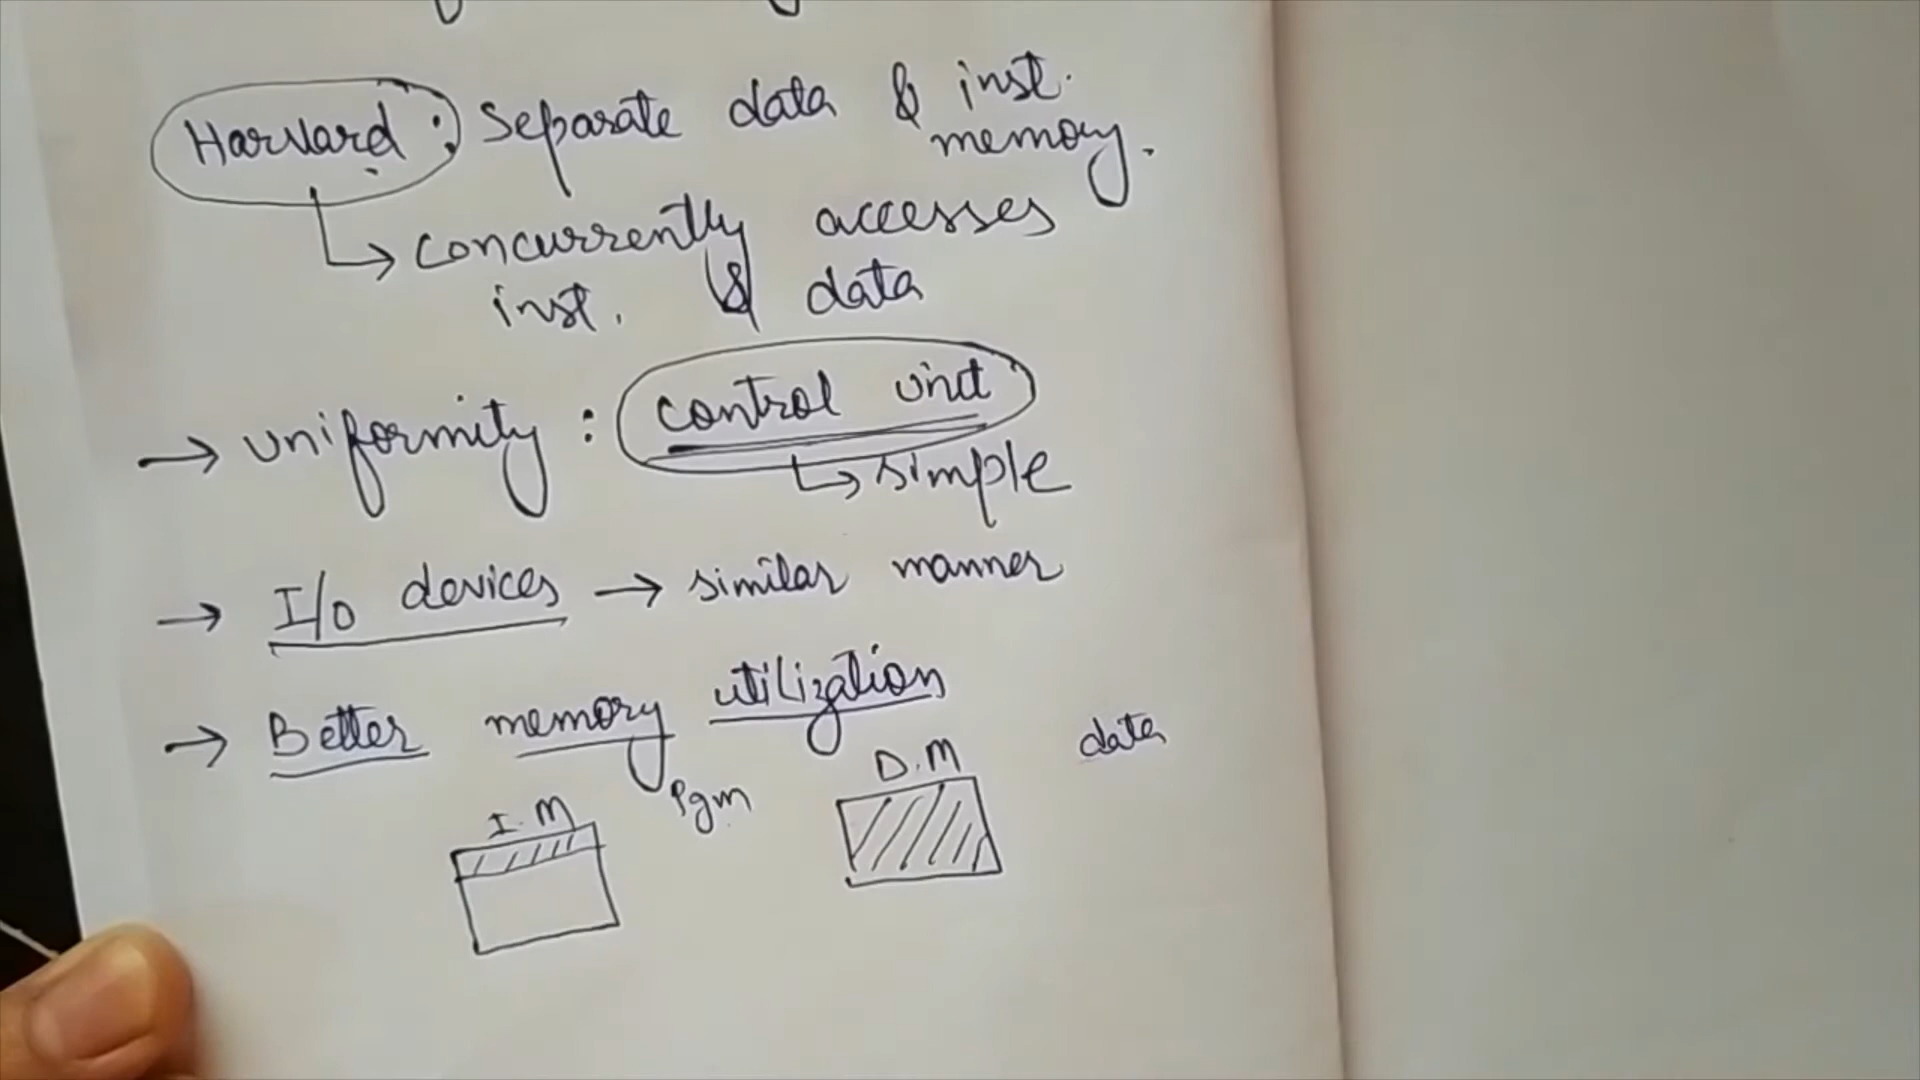 Harvard : Separate data & inst.
memory.
↳ concurrently accesses
inst. & data
→ uniformity : control unit
↳ simple
→ I/O devices → similar manner
→ Better memory utilization
I.M Pgm D.M data